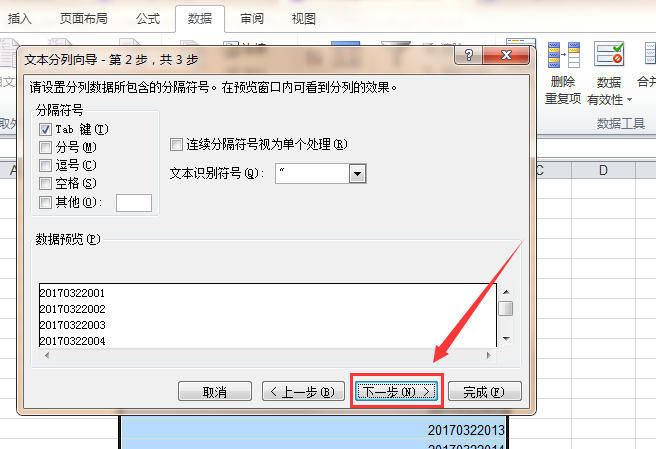 插入 页面布局 公式 数据 审阅 视图
文本分列向导 - 第 2 步，共 3 步
请设置分列数据所包含的分隔符号。在预览窗口内可看到分列的效果。
分隔符号
Tab 键(T)
分号(M)
逗号(C)
空格(S)
其他(O):
连续分隔符号视为单个处理(R)
文本识别符号(Q): "
数据预览(P)
20170322001
20170322002
20170322003
20170322004
取消 < 上一步(B) 下一步(N) > 完成(F)
删除
重复项
数据
有效性
合并
数据工具
A C D
20170322013
20170322014